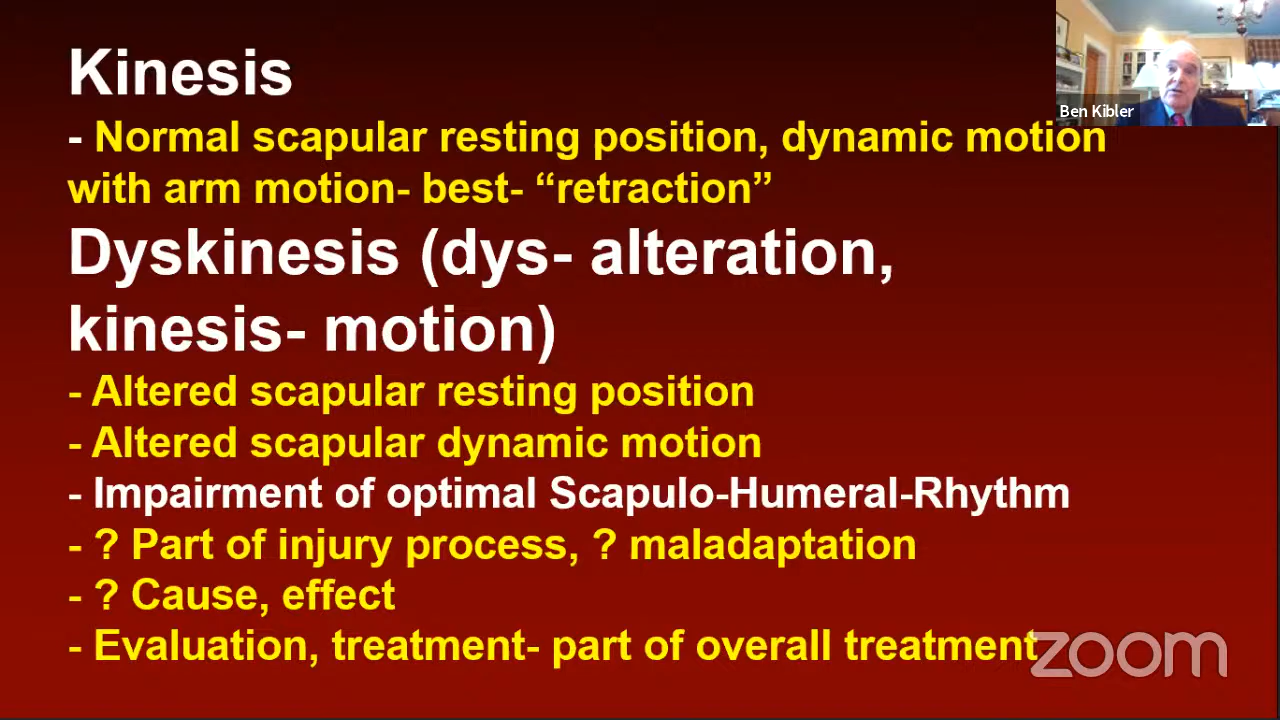 Kinesis
Ben Kibler
- Normal scapular resting position, dynamic motion
with arm motion- best- “retraction”
Dyskinesis (dys- alteration,
kinesis- motion)
- Altered scapular resting position
- Altered scapular dynamic motion
- Impairment of optimal Scapulo-Humeral-Rhythm
- ? Part of injury process, ? maladaptation
- ? Cause, effect
- Evaluation, treatment- part of overall treatment
zoom